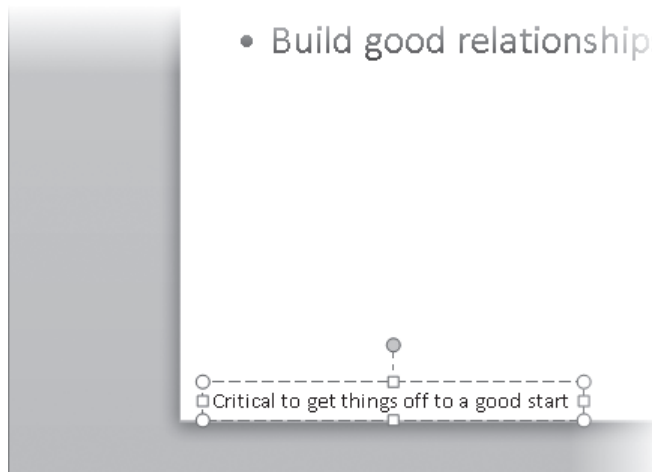 • Build good relationship
Critical to get things off to a good start